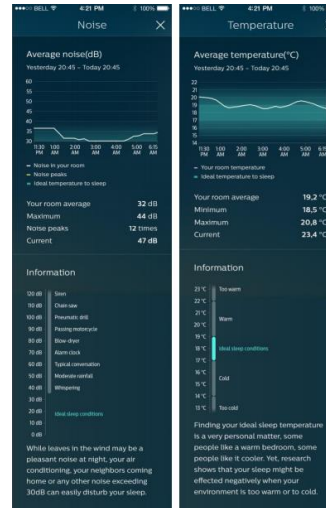 BELL 4:21 PM 100%
Noise
Average noise(dB)
Yesterday 20:45 - Today 20:45
60
55
50
45
40
35
30
11:30 PM 1:00 AM 2:00 AM 4:00 AM 5:00 AM 6:15 AM
Noise in your room
Noise peaks
Ideal temperature to sleep
Your room average 32 dB
Maximum 44 dB
Noise peaks 12 times
Current 47 dB
Information
120 dB Siren
110 dB Chain saw
100 dB Pneumatic drill
90 dB Passing motorcycle
80 dB Blow-dryer
70 dB Alarm clock
60 dB Typical conversation
50 dB Moderate rainfall
40 dB Whispering
30 dB
20 dB Ideal sleep conditions
10 dB
0 dB
While leaves in the wind may be a
pleasant noise at night, your air
conditioning, your neighbors coming
home or any other noise exceeding
30dB can easily disturb your sleep.
BELL 4:21 PM 100%
Temperature
Average temperature(°C)
Yesterday 20:45 - Today 20:45
22
21
20
19
18
17
16
15
14
11:30 PM 1:00 AM 2:00 AM 4:00 AM 5:00 AM 6:15 AM
Your room temperature
Ideal temperature to sleep
Your room average 19,2 °C
Minimum 18,5 °C
Maximum 20,8 °C
Current 23,4 °C
Information
23 °C Too warm
22 °C
21 °C Warm
20 °C
19 °C
18 °C Ideal sleep conditions
17 °C
16 °C Cold
15 °C
14 °C
13 °C Too cold
Finding your ideal sleep temperature
is a very personal matter, some
people like a warm bedroom, some
people like it cooler. Yet, research
shows that your sleep might be
effected negatively when your
environment is too warm or to cold.